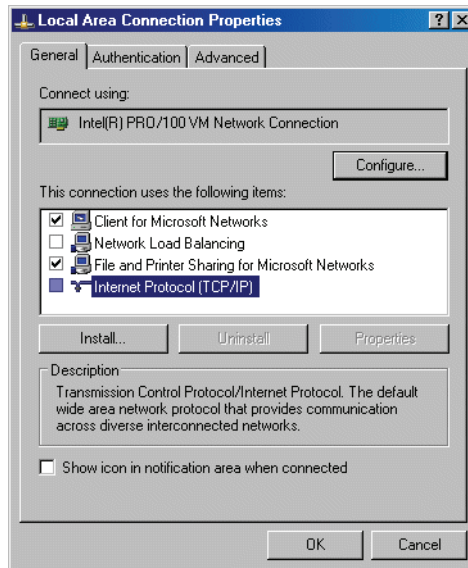 Local Area Connection Properties
General Authentication Advanced
Connect using:
Intel(R) PRO/100 VM Network Connection
Configure...
This connection uses the following items:
Client for Microsoft Networks
Network Load Balancing
File and Printer Sharing for Microsoft Networks
Internet Protocol (TCP/IP)
Install... Uninstall Properties
Description
Transmission Control Protocol/Internet Protocol. The default
wide area network protocol that provides communication
across diverse interconnected networks.
Show icon in notification area when connected
OK Cancel